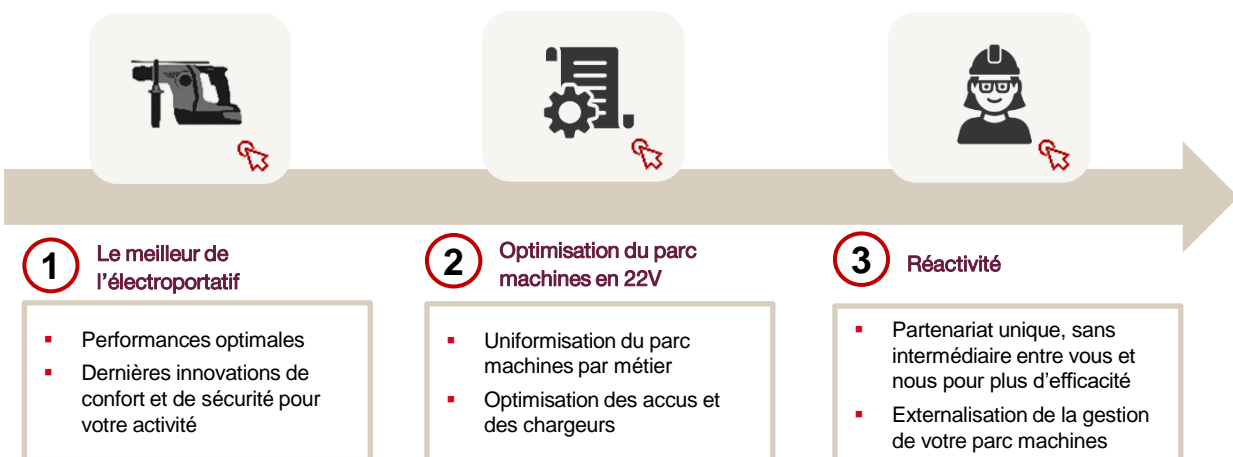 1
Le meilleur de
l’électroportatif
▪ Performances optimales
▪ Dernières innovations de
confort et de sécurité pour
votre activité
2
Optimisation du parc
machines en 22V
▪ Uniformisation du parc
machines par métier
▪ Optimisation des accus et
des chargeurs
3
Réactivité
▪ Partenariat unique, sans
intermédiaire entre vous et
nous pour plus d’efficacité
▪ Externalisation de la gestion
de votre parc machines